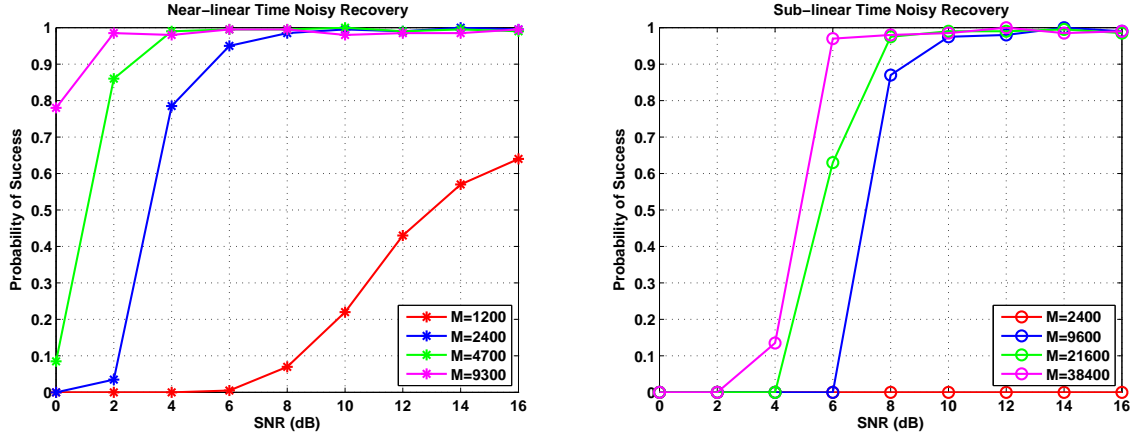 Near-linear Time Noisy Recovery
Probability of Success
1
0.9
0.8
0.7
0.6
0.5
0.4
0.3
0.2
0.1
0
0 2 4 6 8 10 12 14 16
SNR (dB)
M=1200
M=2400
M=4700
M=9300
Sub-linear Time Noisy Recovery
Probability of Success
1
0.9
0.8
0.7
0.6
0.5
0.4
0.3
0.2
0.1
0
0 2 4 6 8 10 12 14 16
SNR (dB)
M=2400
M=9600
M=21600
M=38400